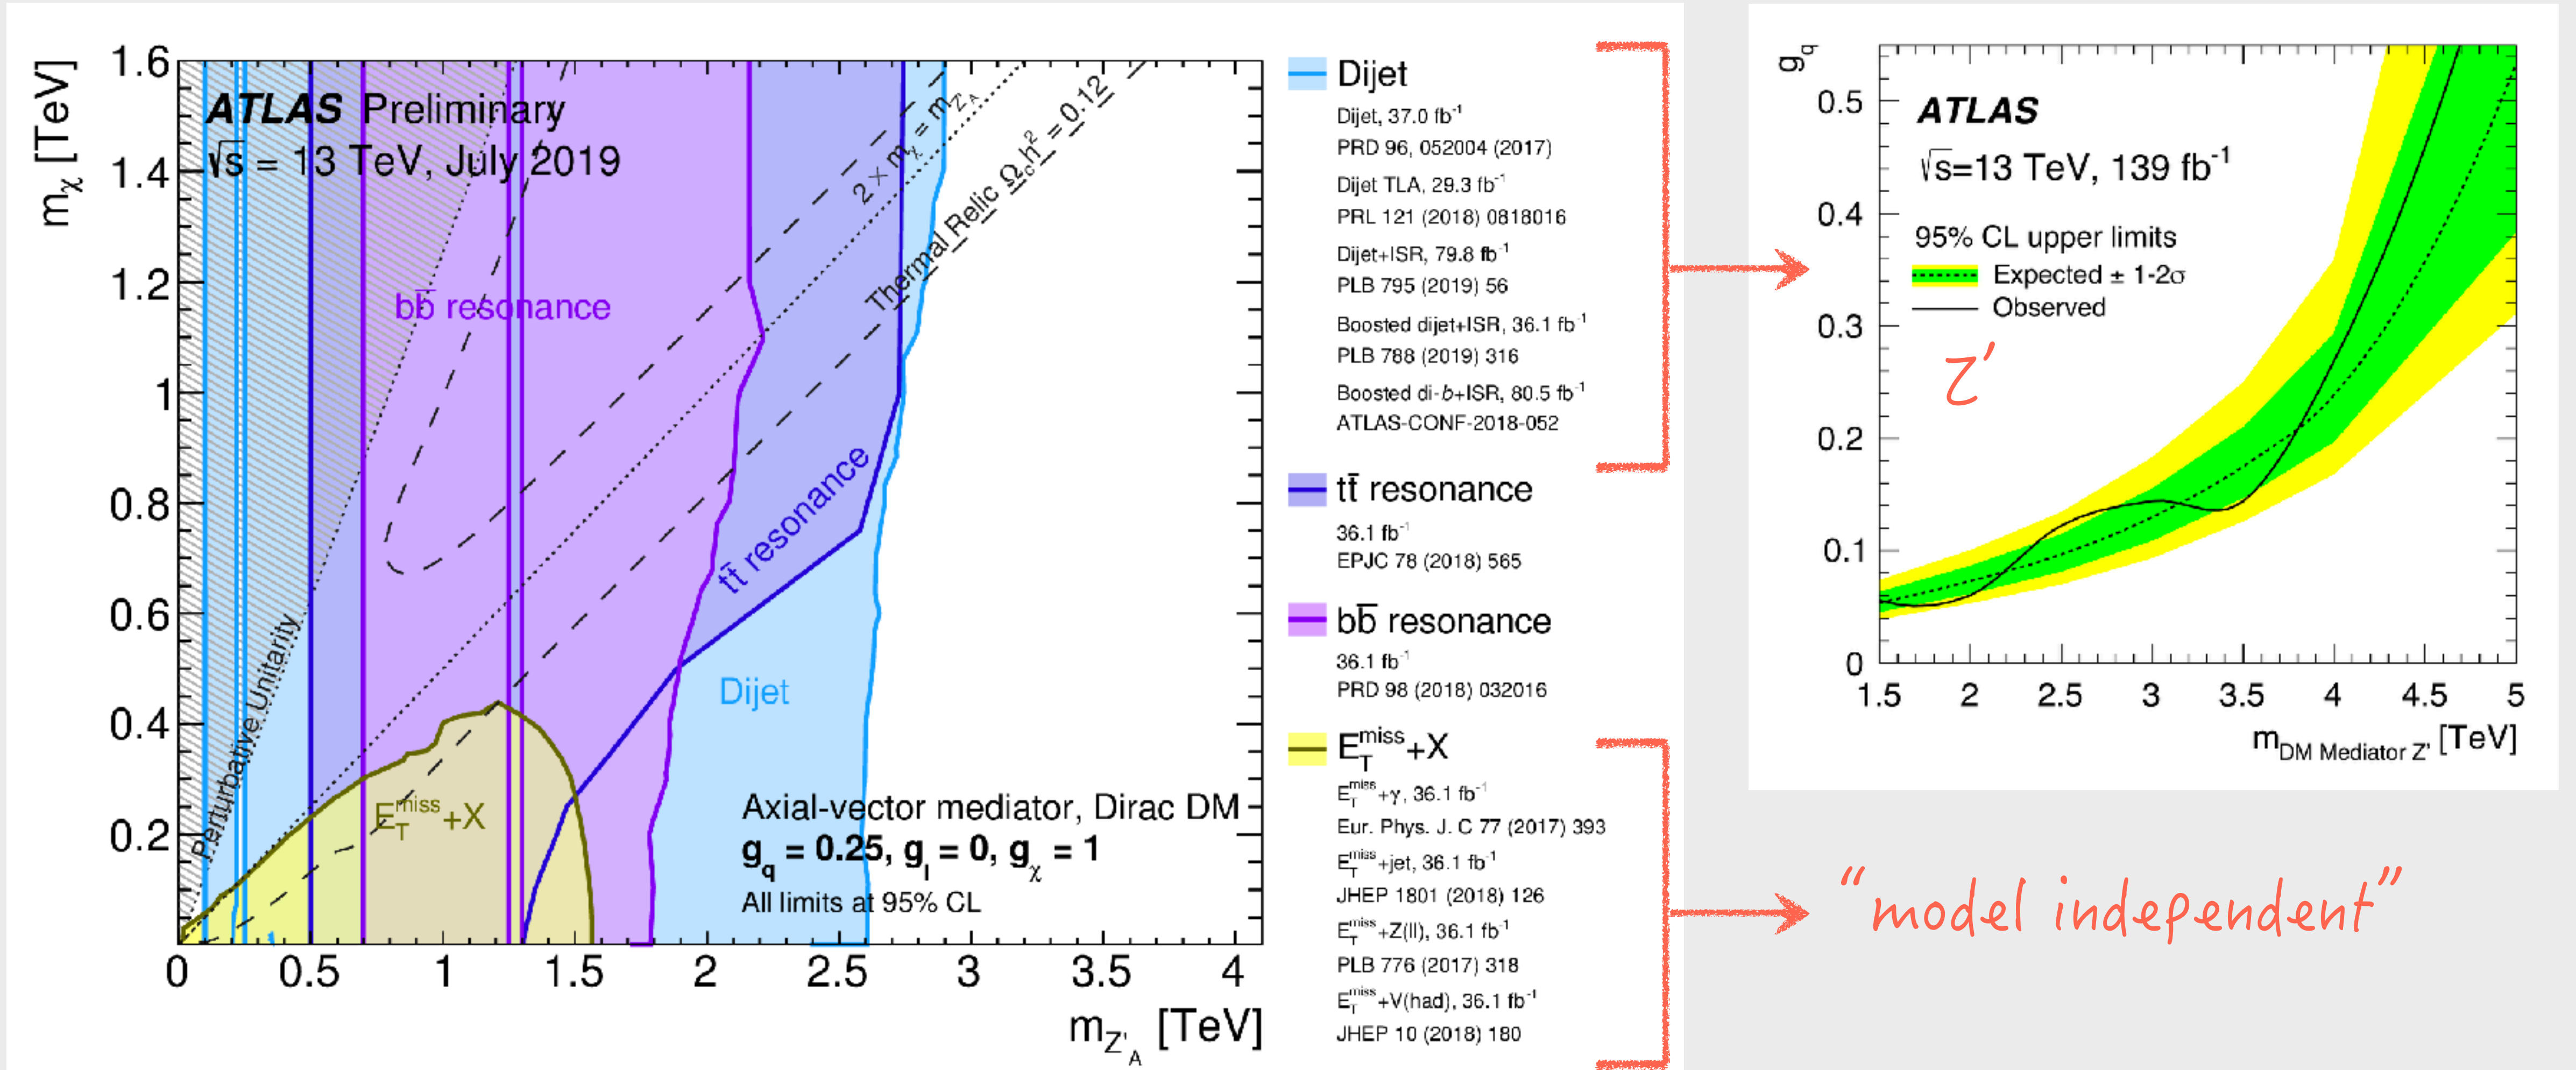 m_χ [TeV]
1.6
1.4
1.2
1
0.8
0.6
0.4
0.2
ATLAS Preliminary
√s = 13 TeV, July 2019
2 × m_χ = m_Z'_A
Thermal Relic Ω_c h² = 0.12
bb̄ resonance
tt̄ resonance
Perturbative Unitarity
Dijet
E_T^miss+X
Axial-vector mediator, Dirac DM
g_q = 0.25, g_l = 0, g_χ = 1
All limits at 95% CL
0 0.5 1 1.5 2 2.5 3 3.5 4
m_Z'_A [TeV]
Dijet
Dijet, 37.0 fb⁻¹
PRD 96, 052004 (2017)
Dijet TLA, 29.3 fb⁻¹
PRL 121 (2018) 0818016
Dijet+ISR, 79.8 fb⁻¹
PLB 795 (2019) 56
Boosted dijet+ISR, 36.1 fb⁻¹
PLB 788 (2019) 316
Boosted di-b+ISR, 80.5 fb⁻¹
ATLAS-CONF-2018-052
tt̄ resonance
36.1 fb⁻¹
EPJC 78 (2018) 565
bb̄ resonance
36.1 fb⁻¹
PRD 98 (2018) 032016
E_T^miss+X
E_T^miss+γ, 36.1 fb⁻¹
Eur. Phys. J. C 77 (2017) 393
E_T^miss+jet, 36.1 fb⁻¹
JHEP 1801 (2018) 126
E_T^miss+Z(ll), 36.1 fb⁻¹
PLB 776 (2017) 318
E_T^miss+V(had), 36.1 fb⁻¹
JHEP 10 (2018) 180
g_q
0.5
0.4
0.3
0.2
0.1
0
ATLAS
√s=13 TeV, 139 fb⁻¹
95% CL upper limits
Expected ± 1-2σ
Observed
Z'
1.5 2 2.5 3 3.5 4 4.5 5
m_DM Mediator Z' [TeV]
“model independent”